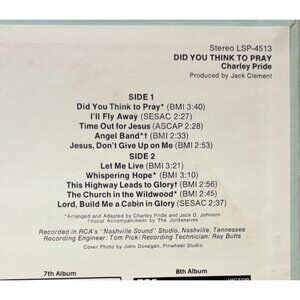 Stereo LSP-4513
DID YOU THINK TO PRAY
Charley Pride
Produced by Jack Clement
SIDE 1
Did You Think to Pray* (BMI 3:40)
I'll Fly Away (SESAC 2:28)
Time Out for Jesus (ASCAP 2:28)
Angel Band*† (BMI 2:33)
Jesus, Don't Give Up on Me (BMI 2:53)
SIDE 2
Let Me Live (BMI 3:21)
Whispering Hope* (BMI 3:10)
This Highway Leads to Glory† (BMI 2:56)
The Church in the Wildwood* (BMI 2:45)
Lord, Build Me a Cabin in Glory (SESAC 2:37)
*Arranged and Adapted by Charley Pride and Jack D. Johnson
†Vocal Accompaniment by The Jordanaires
Recorded in RCA's "Nashville Sound" Studio, Nashville, Tennessee
Recording Engineer: Tom Pick/Recording Technician: Ray Butts
Cover Photo by John Donegan, Pinwheel Studio
7th Album
8th Album